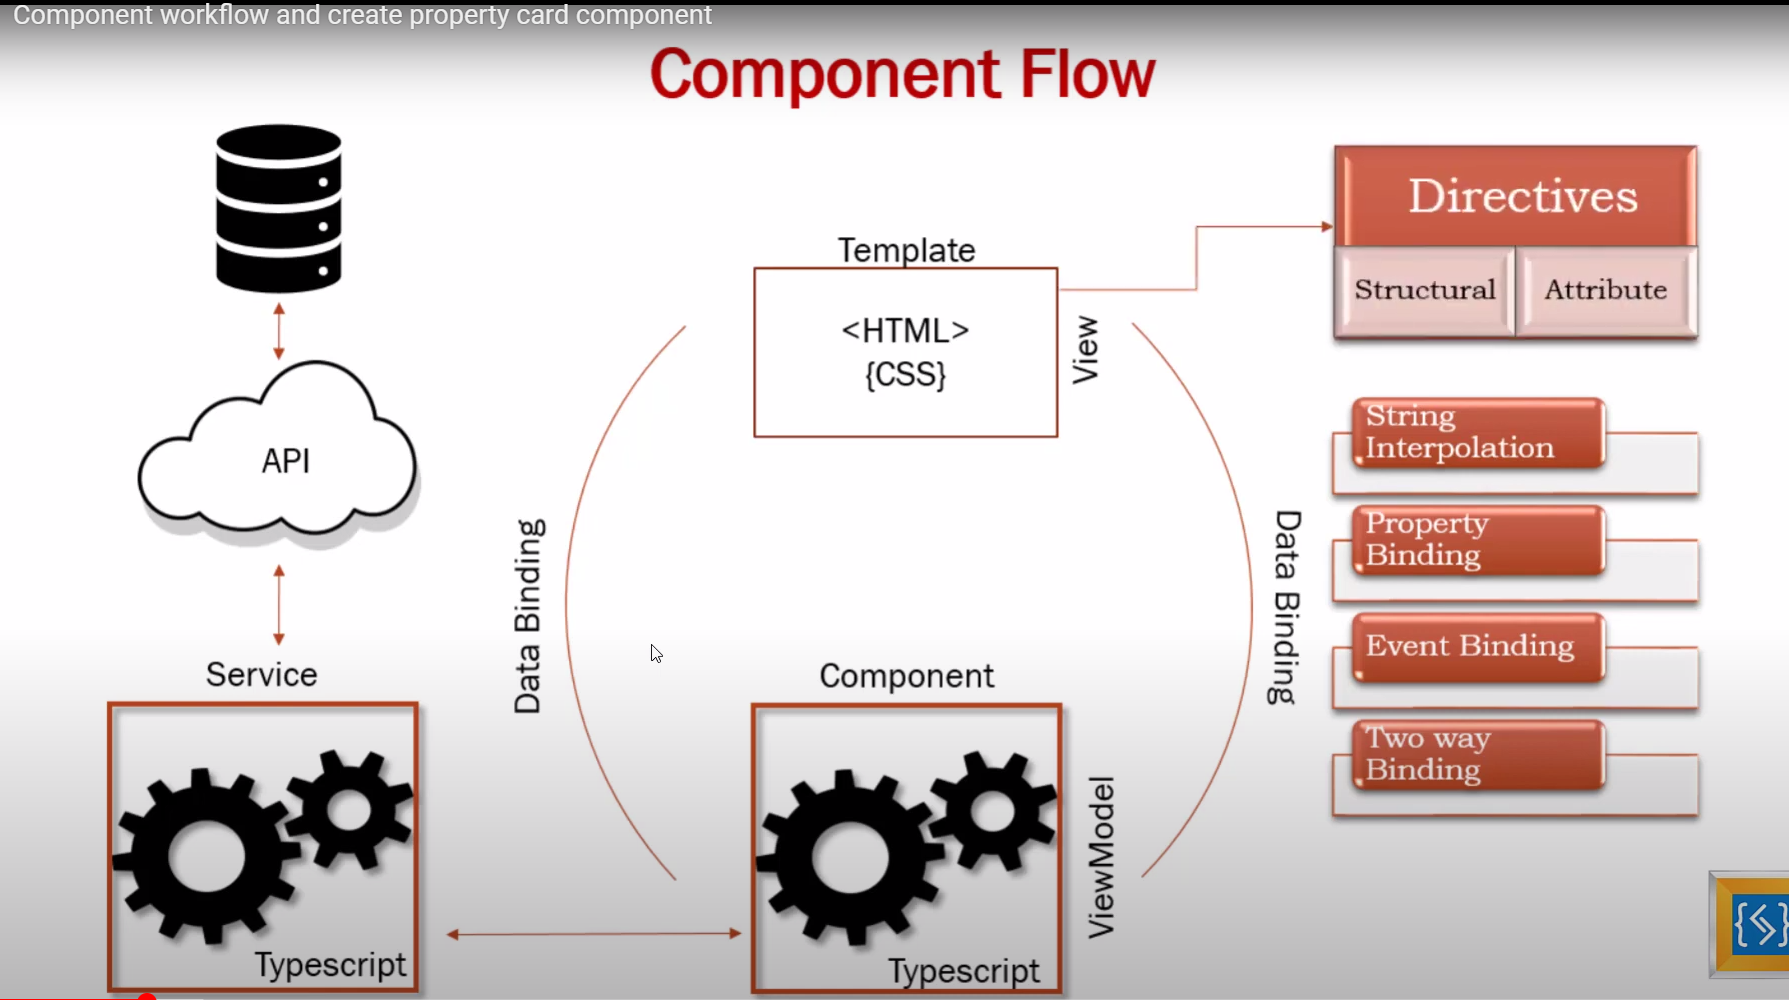 Component workflow and create property card component
Component Flow
API
Service
Typescript
Data Binding
Template
<HTML>
{CSS}
View
Component
Typescript
ViewModel
Data Binding
Directives
Structural
Attribute
String
Interpolation
Property
Binding
Event Binding
Two way
Binding